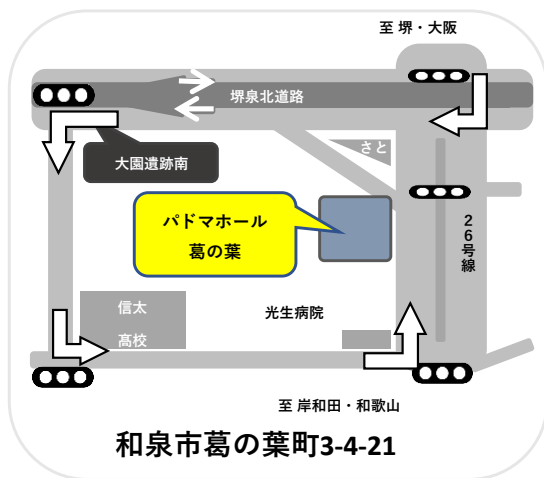 至 堺・大阪
堺泉北道路
大園遺跡南
さと
パドマホール
葛の葉
26号線
信太
高校
光生病院
至 岸和田・和歌山
和泉市葛の葉町3-4-21